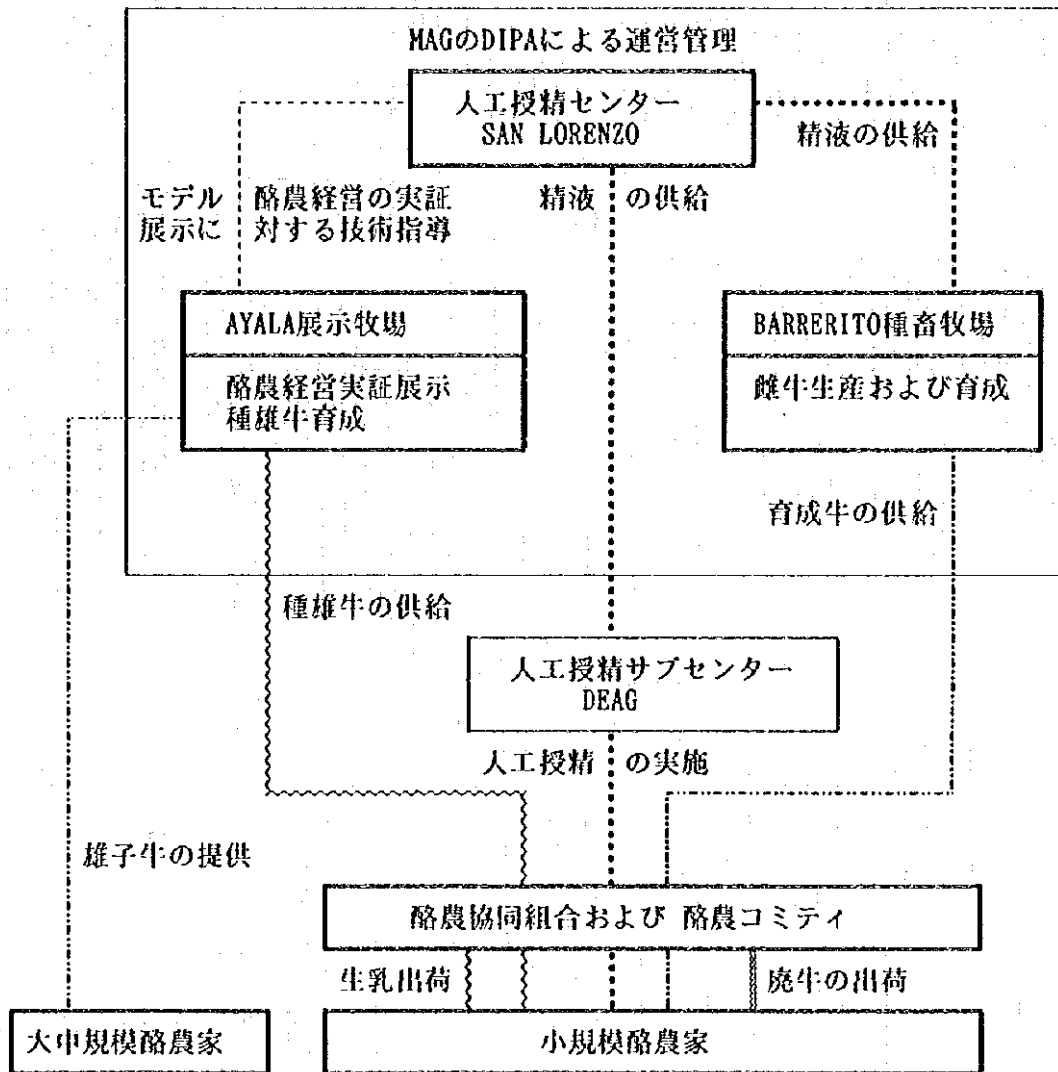 MAGのDIPAによる運営管理
人工授精センター
SAN LORENZO
精液の供給
モデル 酪農経営の実証
展示に 対する技術指導
精液 の供給
AYALA展示牧場
酪農経営実証展示
種雄牛育成
BARRERITO種畜牧場
雌牛生産および育成
育成牛の供給
種雄牛の供給
人工授精サブセンター
DEAG
人工授精 の実施
雄子牛の提供
酪農協同組合および 酪農コミティ
生乳出荷
廃牛の出荷
大中規模酪農家
小規模酪農家